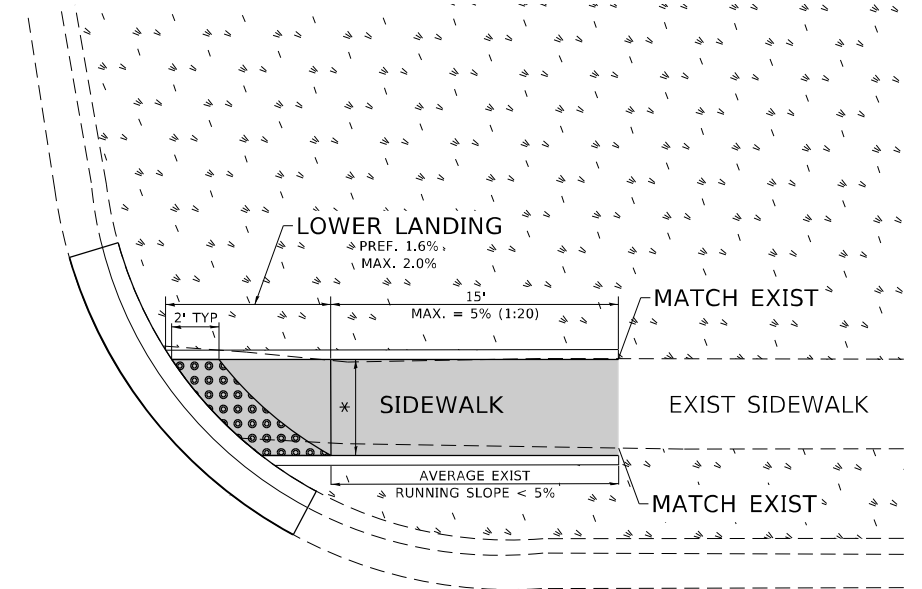 LOWER LANDING
PREF. 1.6%
MAX. 2.0%
15'
MAX. = 5% (1:20)
2' TYP
MATCH EXIST
* SIDEWALK
EXIST SIDEWALK
AVERAGE EXIST
RUNNING SLOPE < 5%
MATCH EXIST